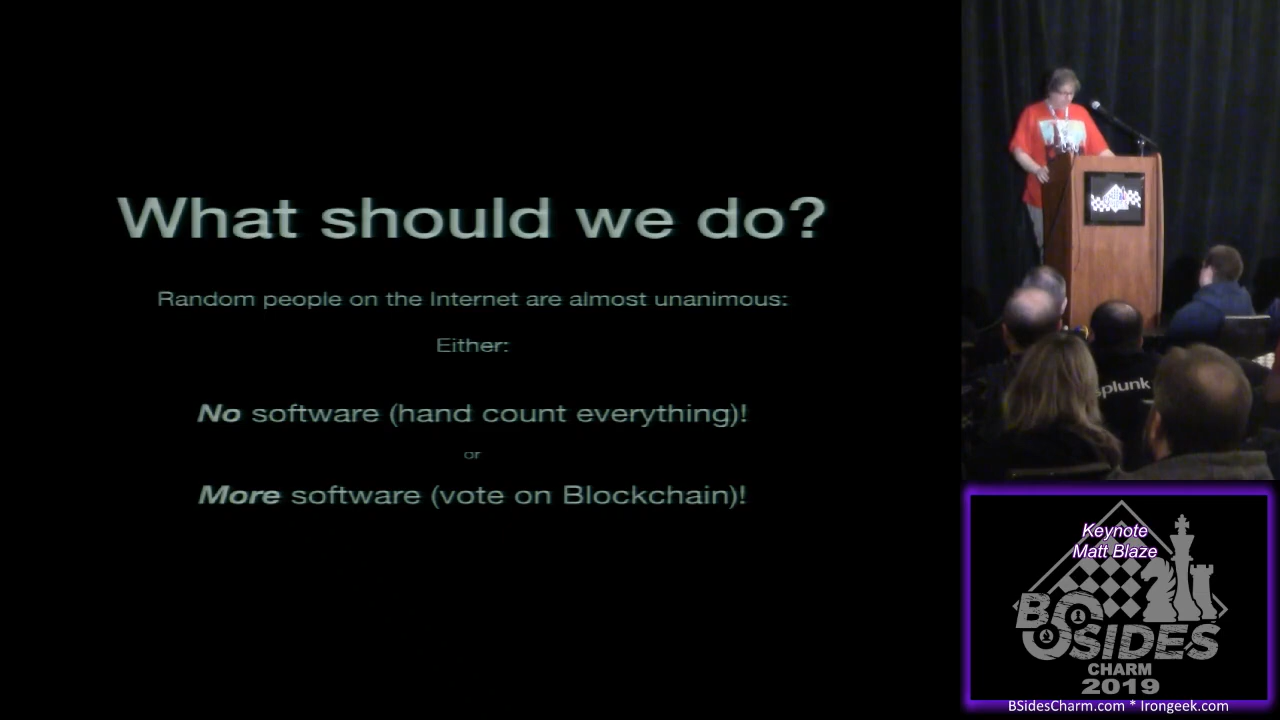 What should we do?
Random people on the Internet are almost unanimous:
Either:
No software (hand count everything)!
or
More software (vote on Blockchain)!
splunk
Keynote
Matt Blaze
BSIDES
CHARM
2019
BSidesCharm.com * Irongeek.com